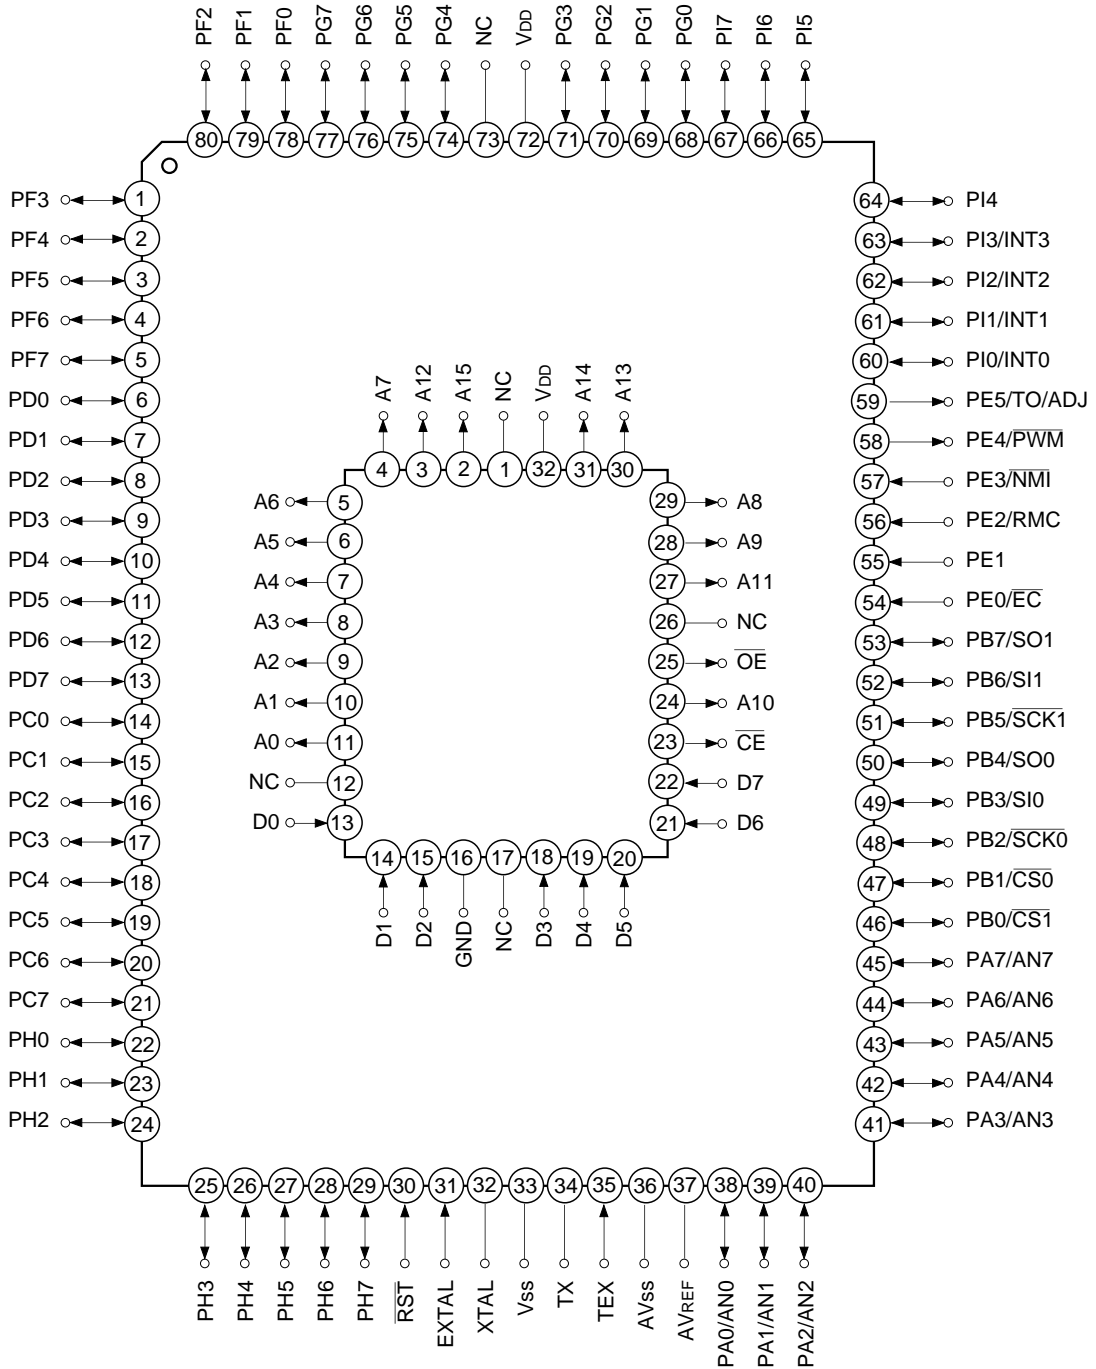 PF2 PF1 PF0 PG7 PG6 PG5 PG4 NC VDD PG3 PG2 PG1 PG0 PI7 PI6 PI5
80 79 78 77 76 75 74 73 72 71 70 69 68 67 66 65
PF3 1
PF4 2
PF5 3
PF6 4
PF7 5
PD0 6
PD1 7
PD2 8
PD3 9
PD4 10
PD5 11
PD6 12
PD7 13
PC0 14
PC1 15
PC2 16
PC3 17
PC4 18
PC5 19
PC6 20
PC7 21
PH0 22
PH1 23
PH2 24
A7 A12 A15 NC VDD A14 A13
4 3 2 1 32 31 30
A6 5
A5 6
A4 7
A3 8
A2 9
A1 10
A0 11
NC 12
D0 13
29 A8
28 A9
27 A11
26 NC
25 OE
24 A10
23 CE
22 D7
21 D6
14 15 16 17 18 19 20
D1 D2 GND NC D3 D4 D5
64 PI4
63 PI3/INT3
62 PI2/INT2
61 PI1/INT1
60 PI0/INT0
59 PE5/TO/ADJ
58 PE4/PWM
57 PE3/NMI
56 PE2/RMC
55 PE1
54 PE0/EC
53 PB7/SO1
52 PB6/SI1
51 PB5/SCK1
50 PB4/SO0
49 PB3/SI0
48 PB2/SCK0
47 PB1/CS0
46 PB0/CS1
45 PA7/AN7
44 PA6/AN6
43 PA5/AN5
42 PA4/AN4
41 PA3/AN3
25 26 27 28 29 30 31 32 33 34 35 36 37 38 39 40
PH3 PH4 PH5 PH6 PH7 RST EXTAL XTAL Vss TX TEX AVss AVREF PA0/AN0 PA1/AN1 PA2/AN2